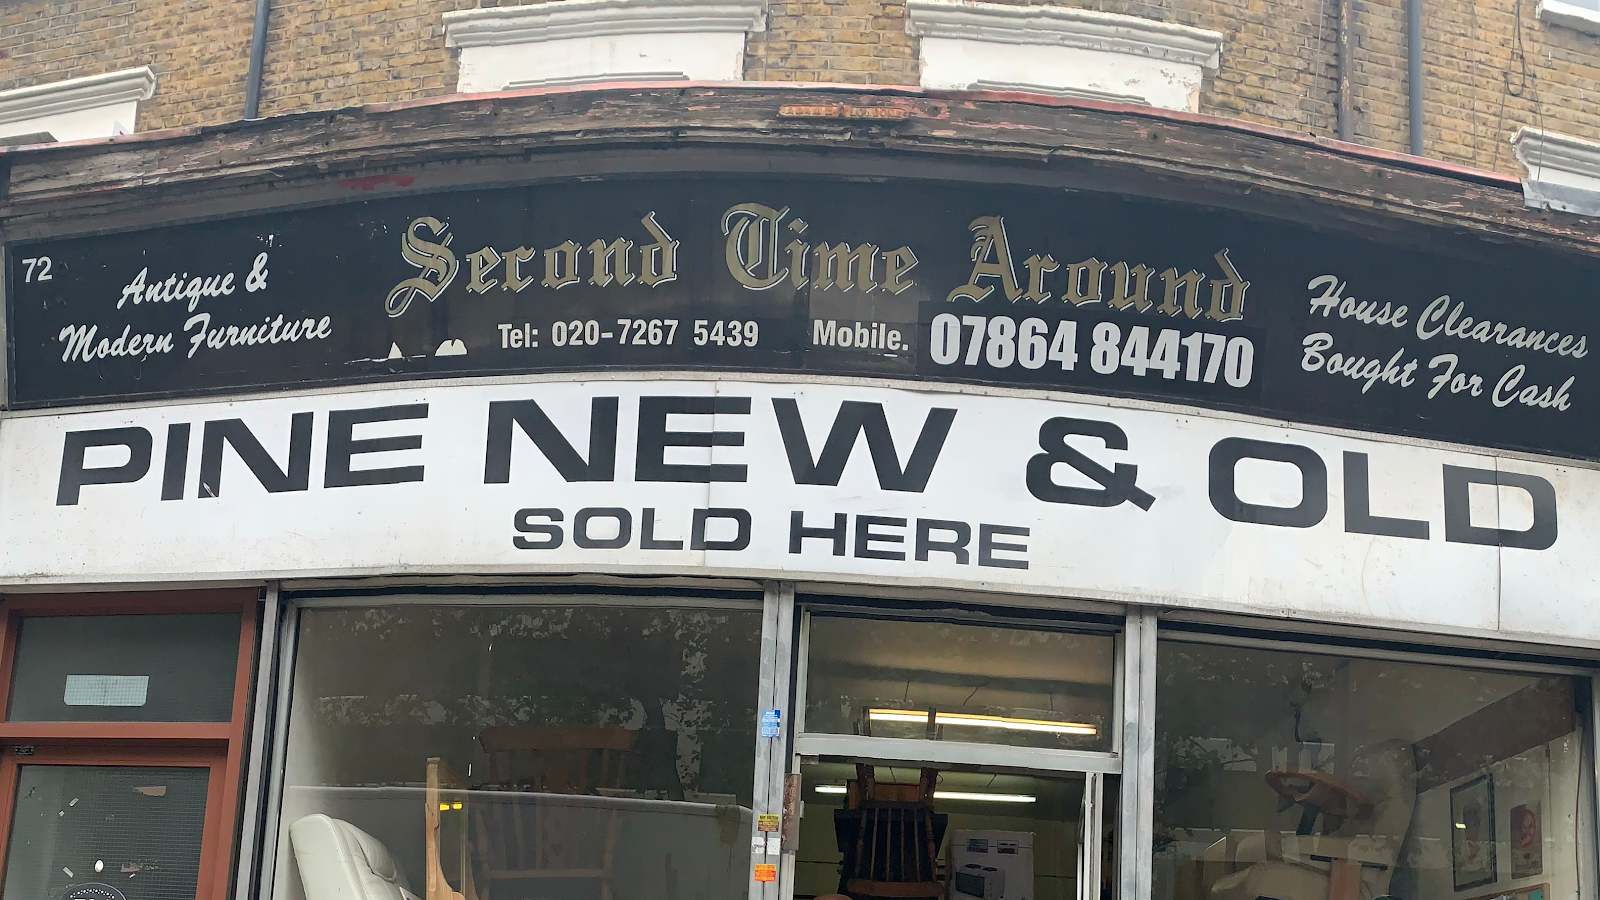 72
Antique &
Modern Furniture
Second Time Around
Tel: 020-7267 5439 Mobile. 07864 844170
House Clearances
Bought For Cash
PINE NEW & OLD
SOLD HERE